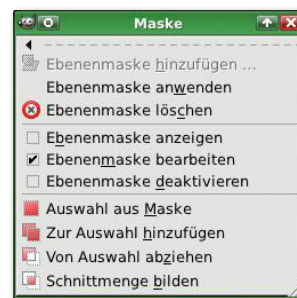 Maske
Ebenenmaske hinzufügen ...
Ebenenmaske anwenden
Ebenenmaske löschen
Ebenenmaske anzeigen
Ebenenmaske bearbeiten
Ebenenmaske deaktivieren
Auswahl aus Maske
Zur Auswahl hinzufügen
Von Auswahl abziehen
Schnittmenge bilden